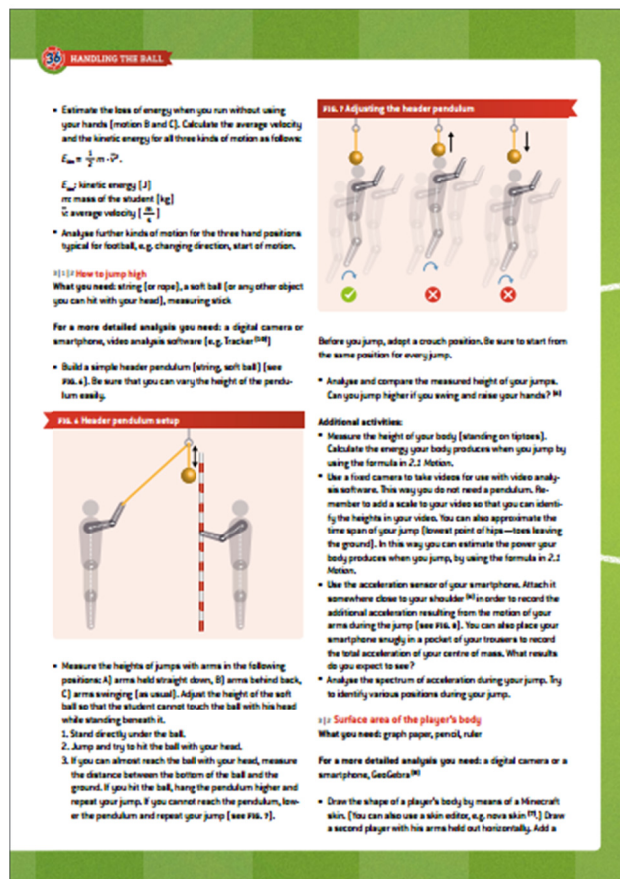 36 HANDLING THE BALL
• Estimate the loss of energy when you run without using
your hands (motion B and C). Calculate the average velocity
and the kinetic energy for all three kinds of motion as follows:
E = 1/2 m · v̄².
E: kinetic energy [J]
m: mass of the student [kg]
v̄: average velocity [m/s]
• Analyse further kinds of motion for the three hand positions
typical for football, e.g. changing direction, start of motion.
How to jump high
What you need: string (or rope), a soft ball (or any other object
you can hit with your head), measuring stick
For a more detailed analysis you need: a digital camera or
smartphone, video analysis software (e.g. Tracker [10])
• Build a simple header pendulum (string, soft ball) (see
FIG. 6). Be sure that you can vary the height of the pendu-
lum easily.
FIG. 6 Header pendulum setup
• Measure the heights of jumps with arms in the following
positions: A) arms held straight down, B) arms behind back,
C) arms swinging (as usual). Adjust the height of the soft
ball so that the student cannot touch the ball with his head
while standing beneath it.
1. Stand directly under the ball.
2. Jump and try to hit the ball with your head.
3. If you can almost reach the ball with your head, measure
the distance between the bottom of the ball and the
ground. If you hit the ball, hang the pendulum higher and
repeat your jump. If you cannot reach the pendulum, low-
er the pendulum and repeat your jump (see FIG. 7).
FIG. 7 Adjusting the header pendulum
Before you jump, adopt a crouch position. Be sure to start from
the same position for every jump.
• Analyse and compare the measured height of your jumps.
Can you jump higher if you swing and raise your hands?
Additional activities:
• Measure the height of your body (standing on tiptoes).
Calculate the energy your body produces when you jump by
using the formula in 2.1 Motion.
• Use a fixed camera to take videos for use with video analy-
sis software. This way you do not need a pendulum. Re-
member to add a scale to your video so that you can identi-
fy the heights in your video. You can also approximate the
time span of your jump (lowest point of hips—toes leaving
the ground). In this way you can estimate the power your
body produces when you jump, by using the formula in 2.1
Motion.
• Use the acceleration sensor of your smartphone. Attach it
somewhere close to your shoulder in order to record the
additional acceleration resulting from the motion of your
arms during the jump (see FIG. 8). You can also place your
smartphone snugly in a pocket of your trousers to record
the total acceleration of your centre of mass. What results
do you expect to see?
• Analyse the spectrum of acceleration during your jump. Try
to identify various positions during your jump.
Surface area of the player's body
What you need: graph paper, pencil, ruler
For a more detailed analysis you need: a digital camera or a
smartphone, GeoGebra
• Draw the shape of a player's body by means of a Minecraft
skin. (You can also use a skin editor, e.g. nova skin [7].) Draw
a second player with his arms held out horizontally. Add a